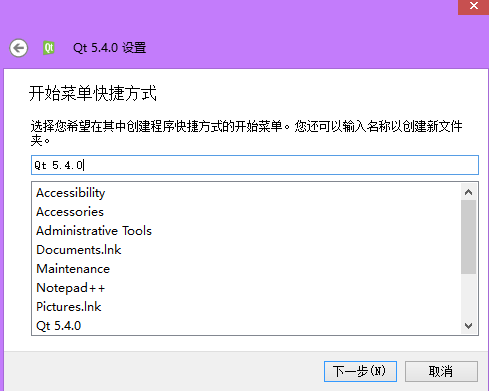 Qt 5.4.0 设置
开始菜单快捷方式
选择您希望在其中创建程序快捷方式的开始菜单。您还可以输入名称以创建新文件
夹。
Qt 5.4.0
Accessibility
Accessories
Administrative Tools
Documents.lnk
Maintenance
Notepad++
Pictures.lnk
Qt 5.4.0
下一步(N)
取消